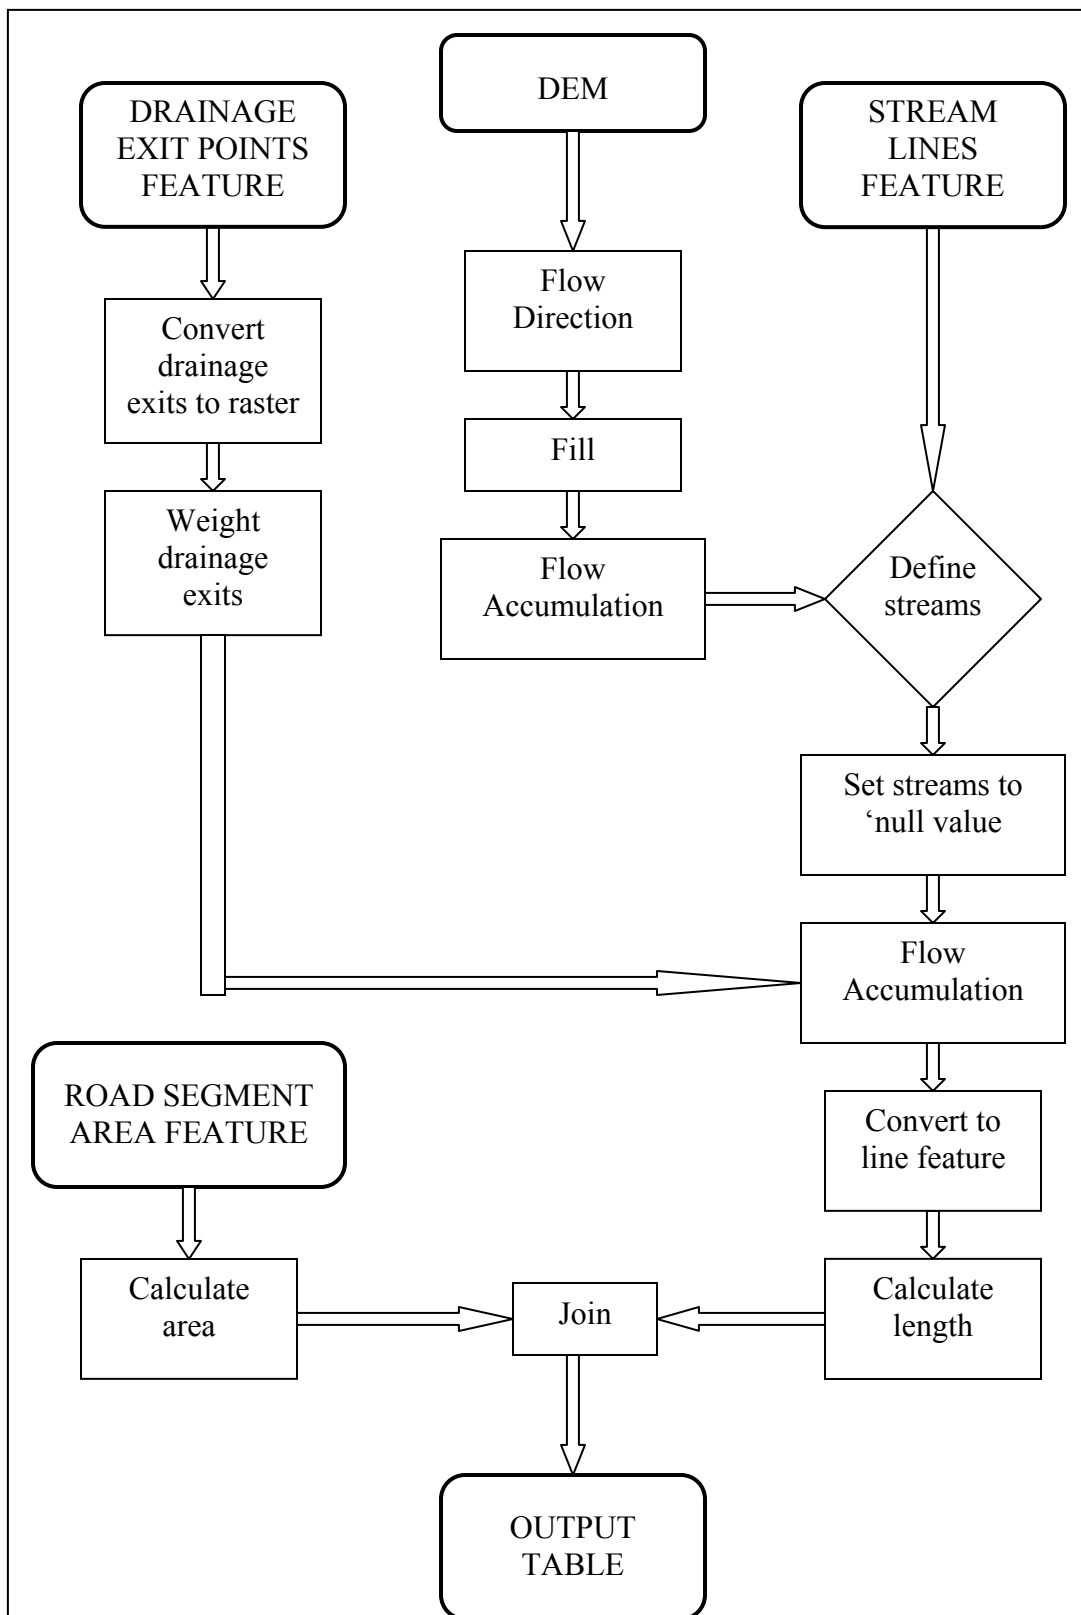 DRAINAGE
EXIT POINTS
FEATURE
DEM
STREAM
LINES
FEATURE
Convert
drainage
exits to raster
Flow
Direction
Fill
Weight
drainage
exits
Flow
Accumulation
Define
streams
Set streams to
‘null value
Flow
Accumulation
ROAD SEGMENT
AREA FEATURE
Convert to
line feature
Calculate
area
Join
Calculate
length
OUTPUT
TABLE